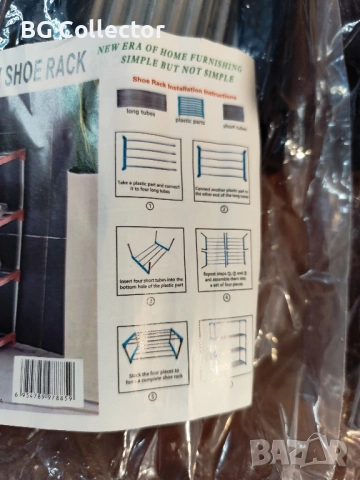 BG.Collector
NEW ERA OF HOME FURNISHING
SIMPLE BUT NOT SIMPLE
SHOE RACK
Shoe Rack Installation Instructions
long tubes
plastic parts
short tubes
Take a plastic part and connect
it to four long tubes
Connect another plastic part to
the other end of the long tubes
①
②
Insert four short tubes into the
bottom hole of the plastic part
Repeat steps ①, ② and ③
and assemble them into
a set of four pieces
③
④
Stack the four pieces to
a complete shoe rack
⑤
6 954789 978859
BAZAR